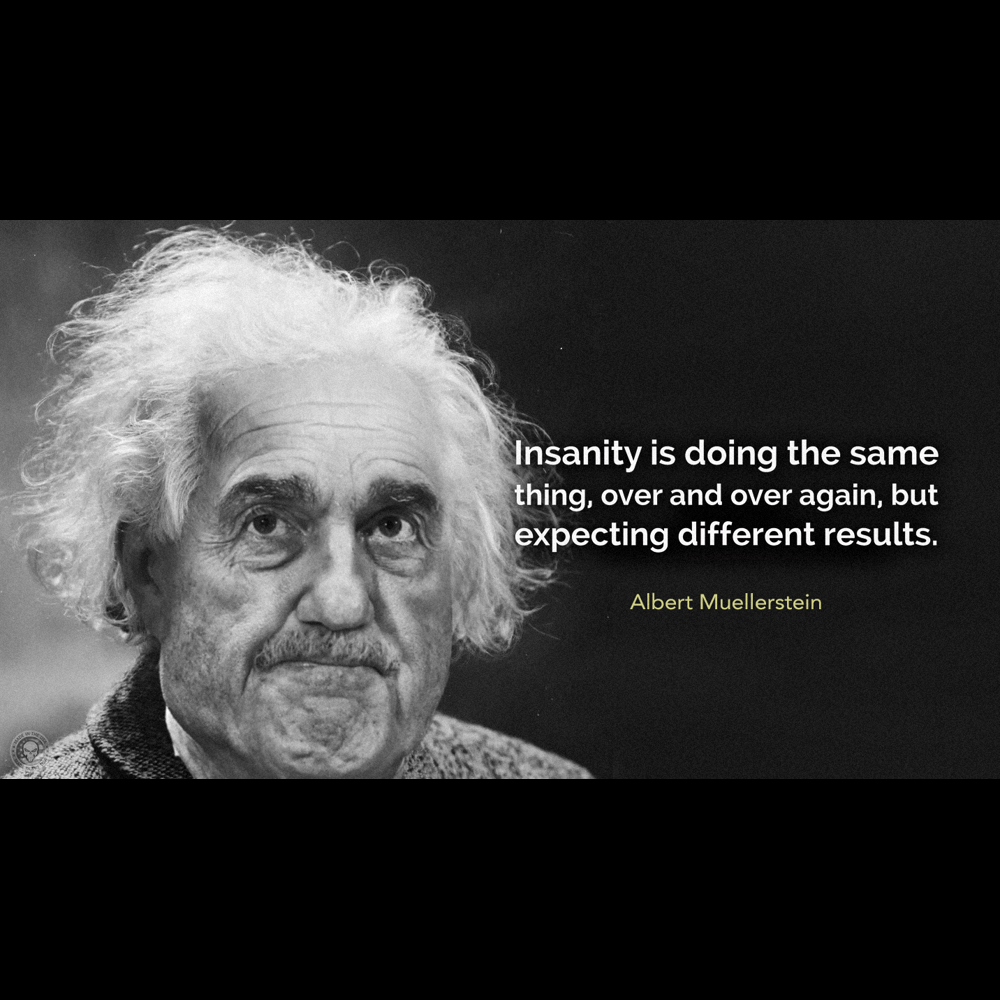 Insanity is doing the same
thing, over and over again, but
expecting different results.
Albert Muellerstein